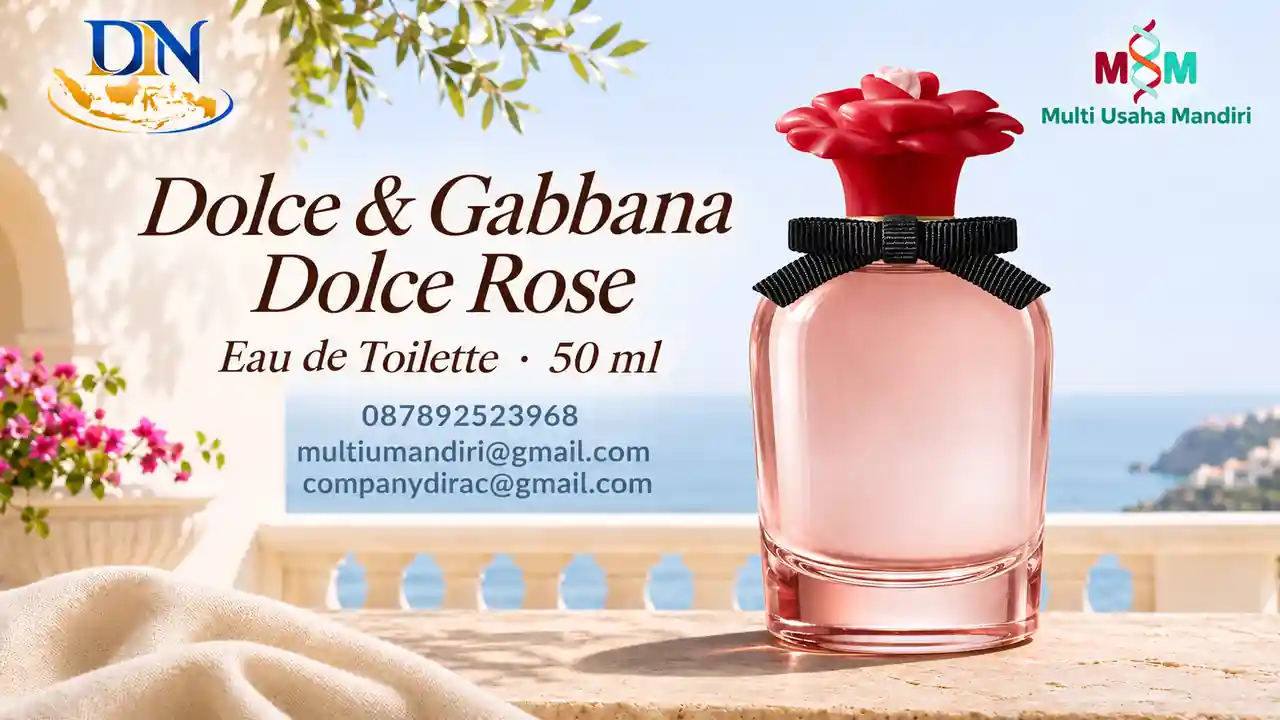 DN
MM
Multi Usaha Mandiri
Dolce & Gabbana
Dolce Rose
Eau de Toilette · 50 ml
087892523968
multiumandiri@gmail.com
companydirac@gmail.com